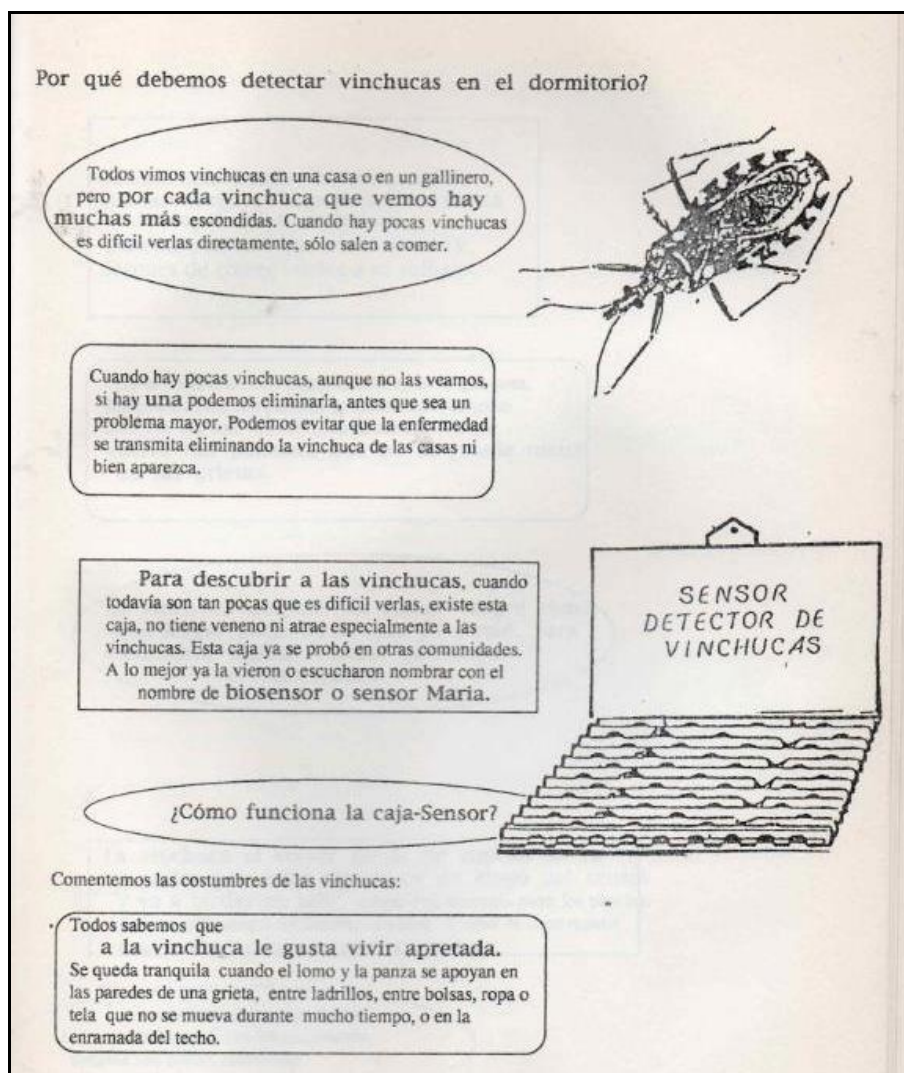 Por qué debemos detectar vinchucas en el dormitorio?
Todos vimos vinchucas en una casa o en un gallinero,
pero por cada vinchuca que vemos hay
muchas más escondidas. Cuando hay pocas vinchucas
es difícil verlas directamente, sólo salen a comer.
Cuando hay pocas vinchucas, aunque no las veamos,
si hay una podemos eliminarla, antes que sea un
problema mayor. Podemos evitar que la enfermedad
se transmita eliminando la vinchuca de las casas ni
bien aparezca.
Para descubrir a las vinchucas, cuando
todavía son tan pocas que es difícil verlas, existe esta
caja, no tiene veneno ni atrae especialmente a las
vinchucas. Esta caja ya se probó en otras comunidades.
A lo mejor ya la vieron o escucharon nombrar con el
nombre de biosensor o sensor Maria.
SENSOR
DETECTOR DE
VINCHUCAS
¿Cómo funciona la caja-Sensor?
Comentemos las costumbres de las vinchucas:
Todos sabemos que
a la vinchuca le gusta vivir apretada.
Se queda tranquila cuando el lomo y la panza se apoyan en
las paredes de una grieta, entre ladrillos, entre bolsas, ropa o
tela que no se mueva durante mucho tiempo, o en la
enramada del techo.